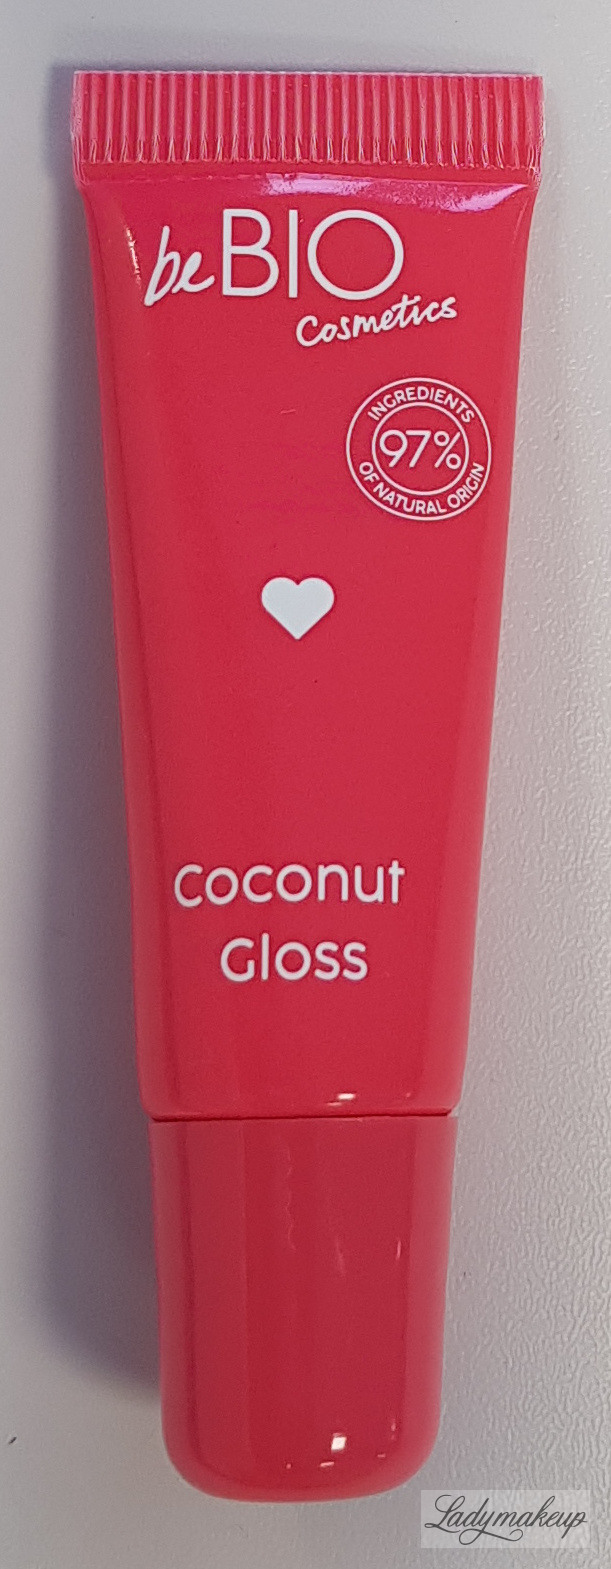 beBIO
Cosmetics
INGREDIENTS
97%
OF NATURAL ORIGIN
Coconut
Gloss
Ladymakeup